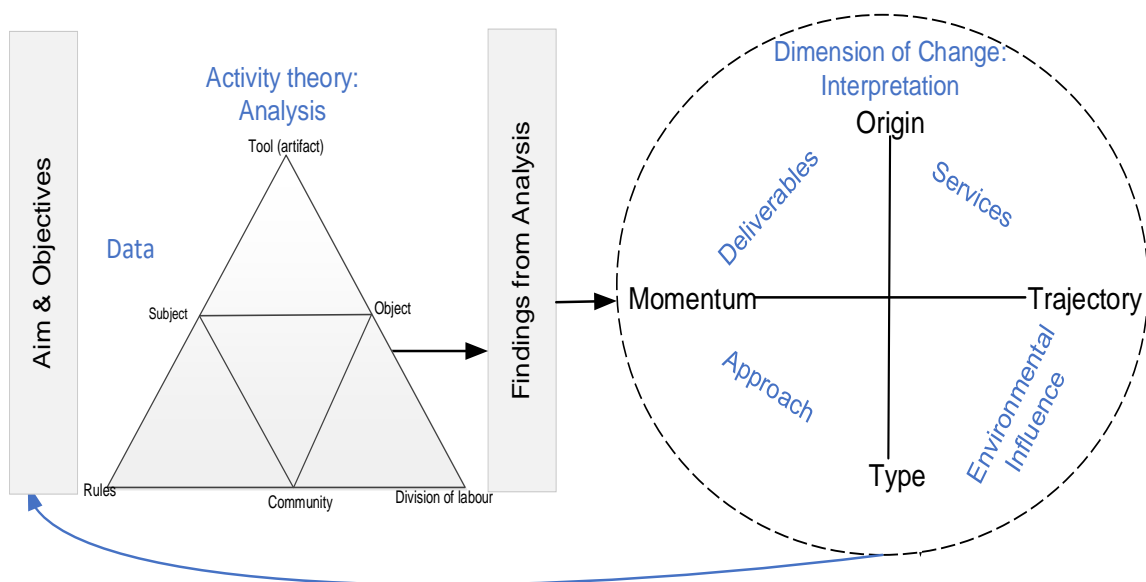 Aim & Objectives
Activity theory:
Analysis
Tool (artifact)
Data
Subject
Object
Rules
Community
Division of labour
Findings from Analysis
Dimension of Change:
Interpretation
Origin
Deliverables
Services
Momentum
Trajectory
Approach
Environmental
Influence
Type